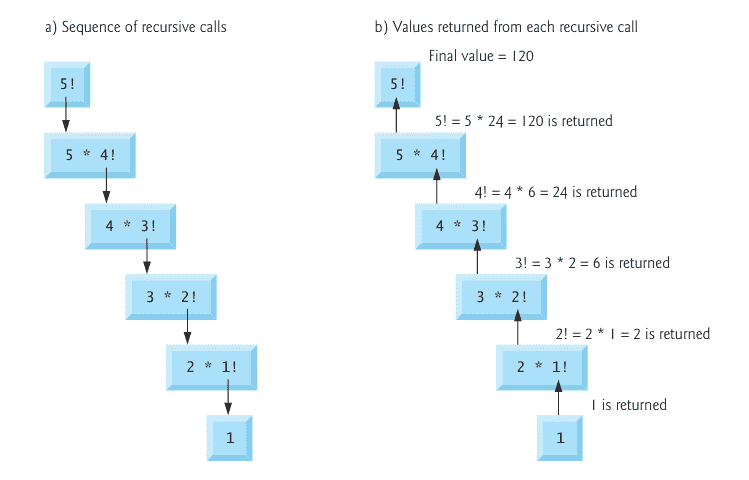 a) Sequence of recursive calls
5!
5 * 4!
4 * 3!
3 * 2!
2 * 1!
1
b) Values returned from each recursive call
Final value = 120
5!
5! = 5 * 24 = 120 is returned
5 * 4!
4! = 4 * 6 = 24 is returned
4 * 3!
3! = 3 * 2 = 6 is returned
3 * 2!
2! = 2 * 1 = 2 is returned
2 * 1!
1 is returned
1